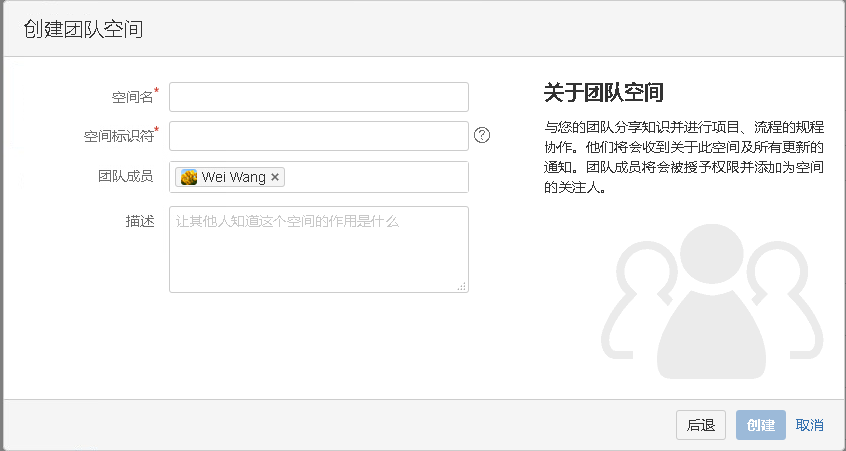 创建团队空间
空间名*
空间标识符*
?
团队成员
Wei Wang ×
描述
让其他人知道这个空间的作用是什么
关于团队空间
与您的团队分享知识并进行项目、流程的规程
协作。他们将会收到关于此空间及所有更新的
通知。团队成员将会被授予权限并添加为空间
的关注人。
后退
创建
取消